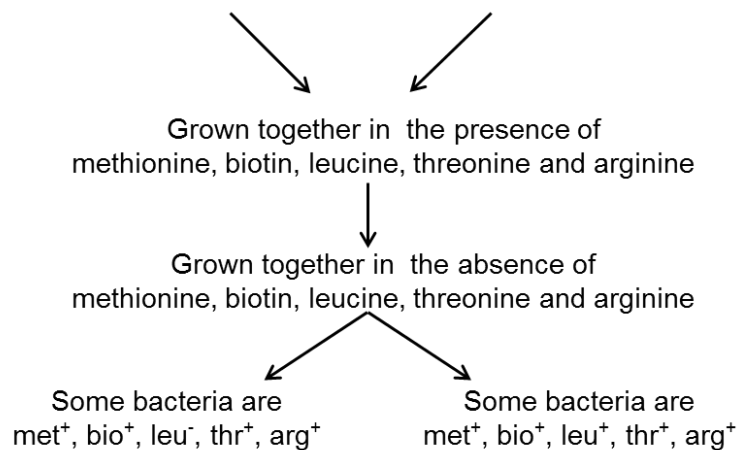 Grown together in the presence of
methionine, biotin, leucine, threonine and arginine
Grown together in the absence of
methionine, biotin, leucine, threonine and arginine
Some bacteria are
met⁺, bio⁺, leu⁻, thr⁺, arg⁺
Some bacteria are
met⁺, bio⁺, leu⁺, thr⁺, arg⁺